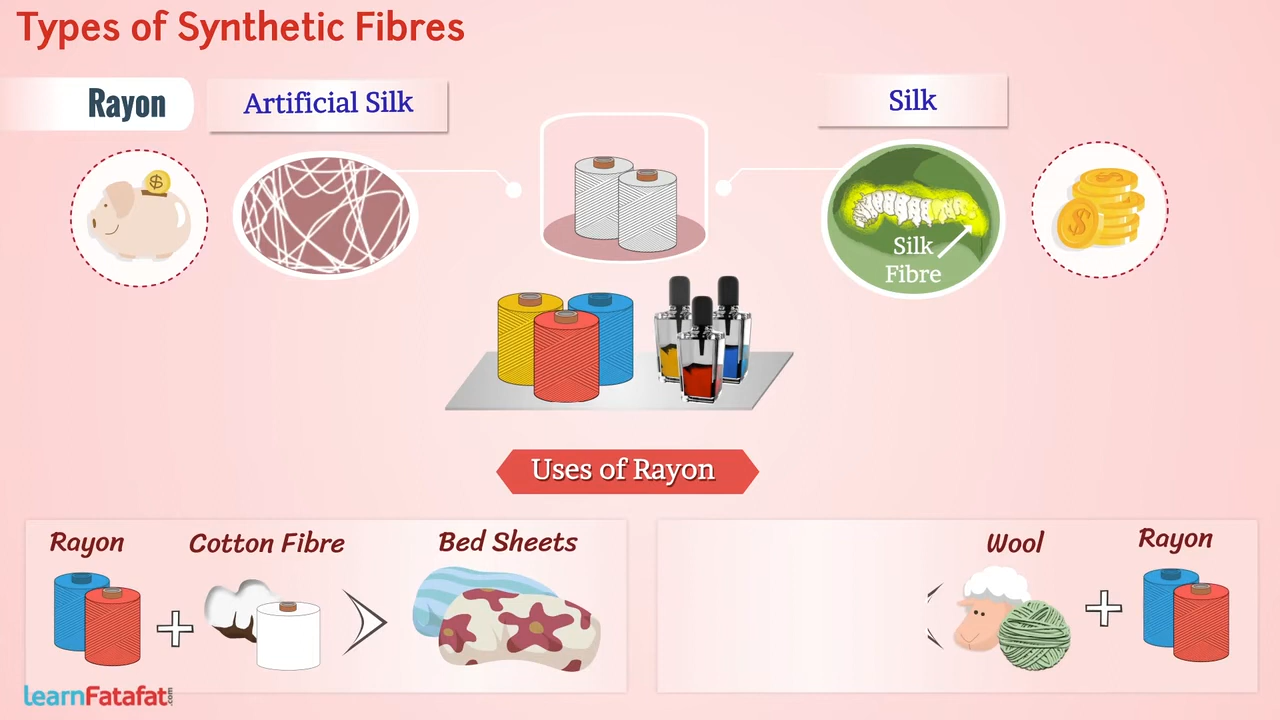 Types of Synthetic Fibres
Rayon
Artificial Silk
Silk
$
$
$
Silk
Fibre
Uses of Rayon
Rayon
Cotton Fibre
Bed Sheets
Wool
Rayon
+
+
learnFatafat.com